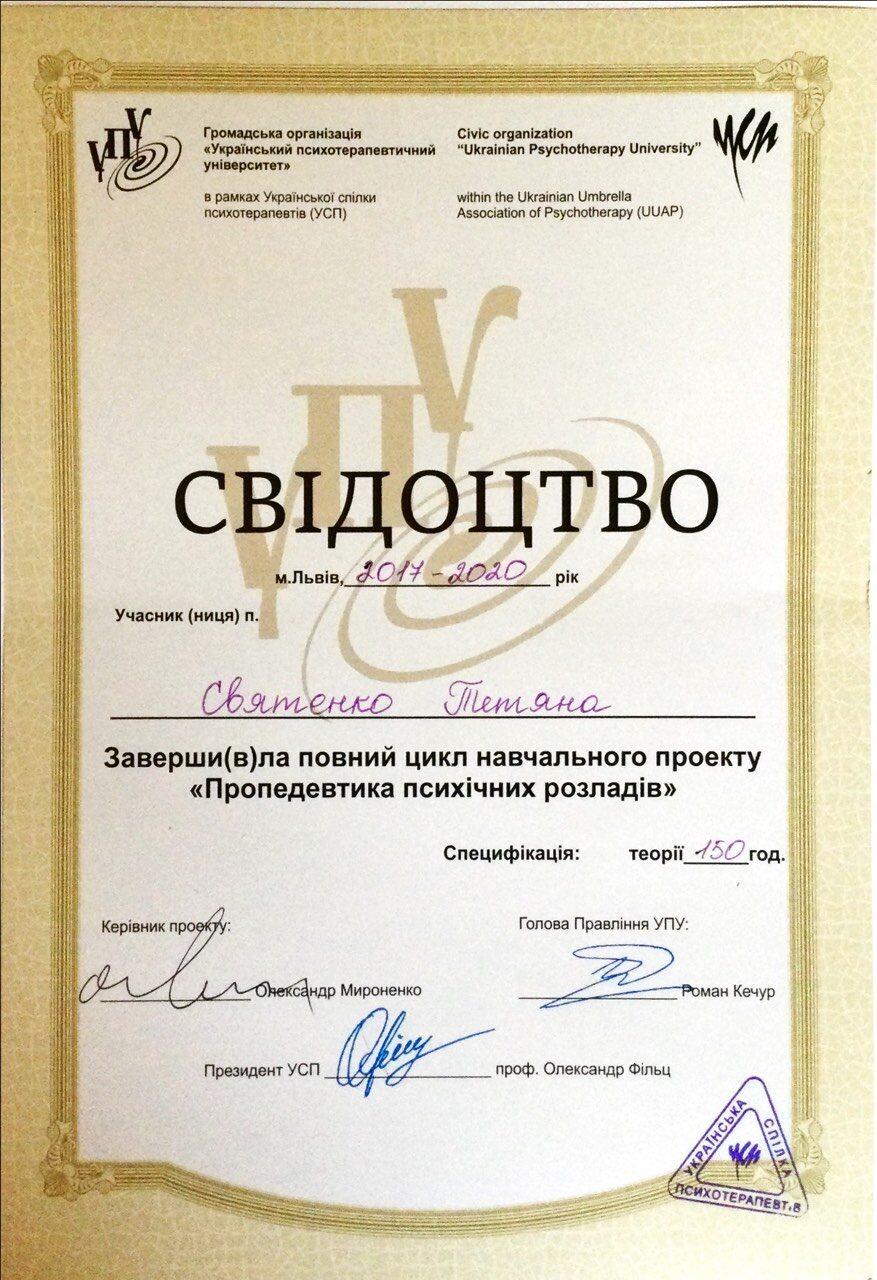 УПУ
Громадська організація
«Український психотерапевтичний
університет»
в рамках Української спілки
психотерапевтів (УСП)
Civic organization
“Ukrainian Psychotherapy University”
within the Ukrainian Umbrella
Association of Psychotherapy (UUAP)
УСП
УПУ
СВІДОЦТВО
м.Львів, 2017-2020 рік
Учасник (ниця) п.
Святенко Тетяна
Заверши(в)ла повний цикл навчального проекту
«Пропедевтика психічних розладів»
Специфікація: теорії 150 год.
Керівник проекту:
Олександр Мироненко
Голова Правління УПУ:
Роман Кечур
Президент УСП проф. Олександр Фільц
УКРАЇНСЬКА
СПІЛКА
ПСИХОТЕРАПЕВТІВ
УСП